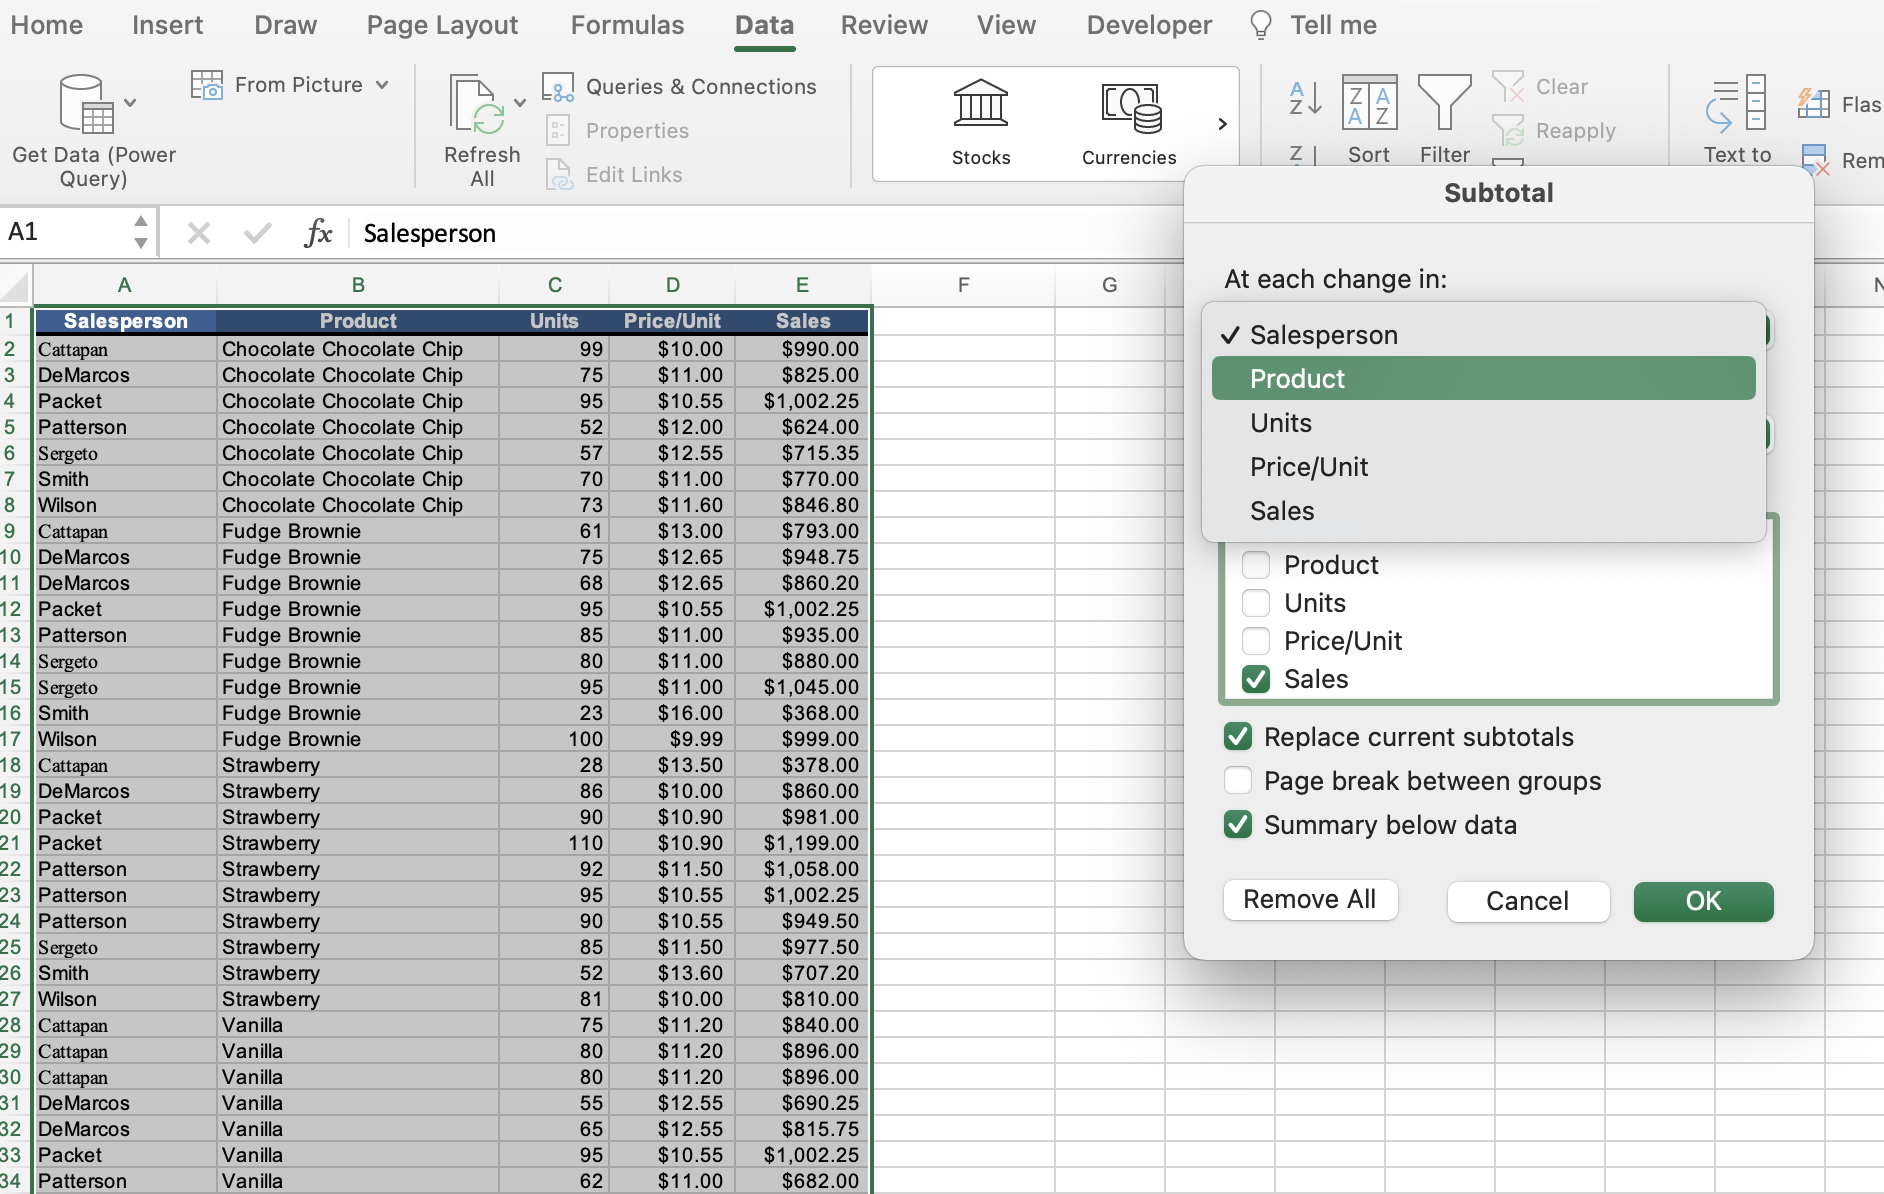 Home Insert Draw Page Layout Formulas Data Review View Developer Tell me
From Picture
Get Data (Power
Query)
Refresh
All
Queries & Connections
Properties
Edit Links
Stocks
Currencies
A
Z
Z
Z A
A Z
Sort
Filter
Clear
Reapply
Text to
Flas
Rem
A1 fx Salesperson
A B C D E F G N
1 Salesperson Product Units Price/Unit Sales
2 Cattapan Chocolate Chocolate Chip 99 $10.00 $990.00
3 DeMarcos Chocolate Chocolate Chip 75 $11.00 $825.00
4 Packet Chocolate Chocolate Chip 95 $10.55 $1,002.25
5 Patterson Chocolate Chocolate Chip 52 $12.00 $624.00
6 Sergeto Chocolate Chocolate Chip 57 $12.55 $715.35
7 Smith Chocolate Chocolate Chip 70 $11.00 $770.00
8 Wilson Chocolate Chocolate Chip 73 $11.60 $846.80
9 Cattapan Fudge Brownie 61 $13.00 $793.00
10 DeMarcos Fudge Brownie 75 $12.65 $948.75
11 DeMarcos Fudge Brownie 68 $12.65 $860.20
12 Packet Fudge Brownie 95 $10.55 $1,002.25
13 Patterson Fudge Brownie 85 $11.00 $935.00
14 Sergeto Fudge Brownie 80 $11.00 $880.00
15 Sergeto Fudge Brownie 95 $11.00 $1,045.00
16 Smith Fudge Brownie 23 $16.00 $368.00
17 Wilson Fudge Brownie 100 $9.99 $999.00
18 Cattapan Strawberry 28 $13.50 $378.00
19 DeMarcos Strawberry 86 $10.00 $860.00
20 Packet Strawberry 90 $10.90 $981.00
21 Packet Strawberry 110 $10.90 $1,199.00
22 Patterson Strawberry 92 $11.50 $1,058.00
23 Patterson Strawberry 95 $10.55 $1,002.25
24 Patterson Strawberry 90 $10.55 $949.50
25 Sergeto Strawberry 85 $11.50 $977.50
26 Smith Strawberry 52 $13.60 $707.20
27 Wilson Strawberry 81 $10.00 $810.00
28 Cattapan Vanilla 75 $11.20 $840.00
29 Cattapan Vanilla 80 $11.20 $896.00
30 Cattapan Vanilla 80 $11.20 $896.00
31 DeMarcos Vanilla 55 $12.55 $690.25
32 DeMarcos Vanilla 65 $12.55 $815.75
33 Packet Vanilla 95 $10.55 $1,002.25
34 Patterson Vanilla 62 $11.00 $682.00
Subtotal
At each change in:
✓ Salesperson
Product
Units
Price/Unit
Sales
Product
Units
Price/Unit
Sales
Replace current subtotals
Page break between groups
Summary below data
Remove All Cancel OK